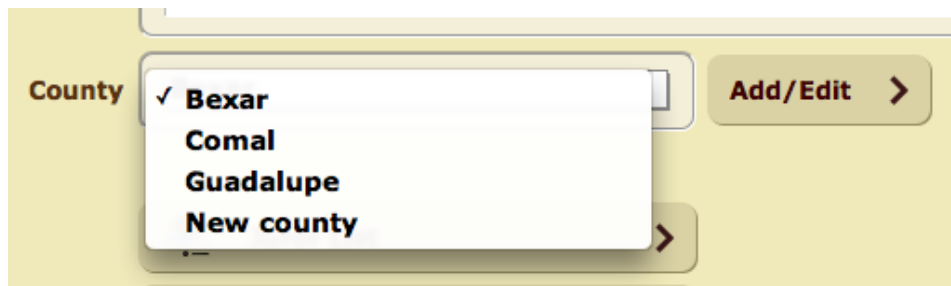 County
✓ Bexar
Add/Edit
Comal
Guadalupe
New county